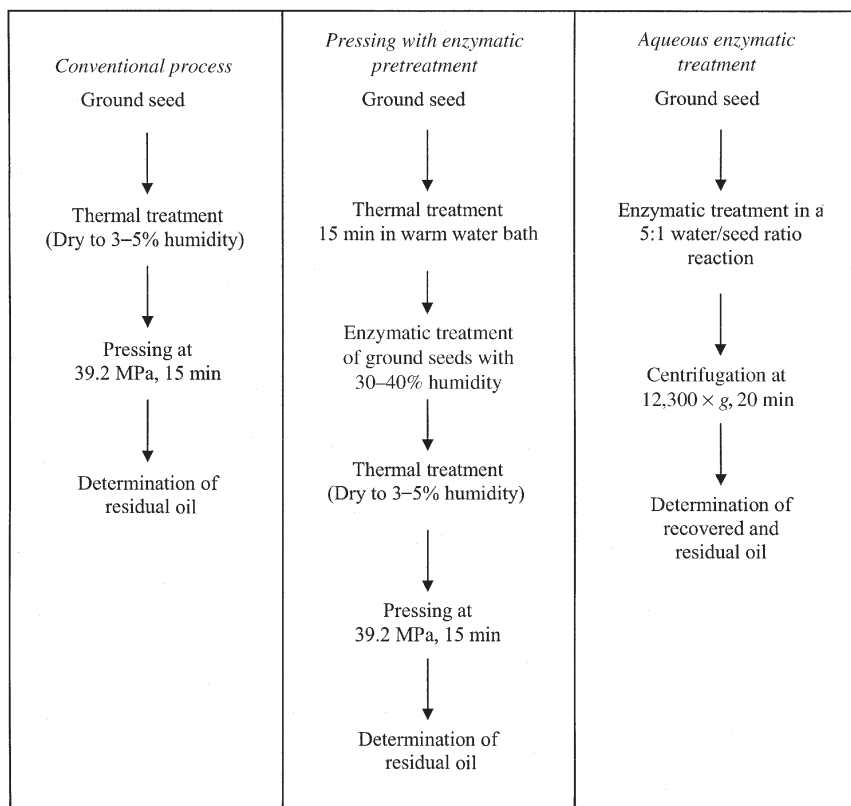 Conventional process
Ground seed
Thermal treatment
(Dry to 3–5% humidity)
Pressing at
39.2 MPa, 15 min
Determination of
residual oil
Pressing with enzymatic
pretreatment
Ground seed
Thermal treatment
15 min in warm water bath
Enzymatic treatment
of ground seeds with
30–40% humidity
Thermal treatment
(Dry to 3–5% humidity)
Pressing at
39.2 MPa, 15 min
Determination of
residual oil
Aqueous enzymatic
treatment
Ground seed
Enzymatic treatment in a
5:1 water/seed ratio
reaction
Centrifugation at
12,300 × g, 20 min
Determination of
recovered and
residual oil